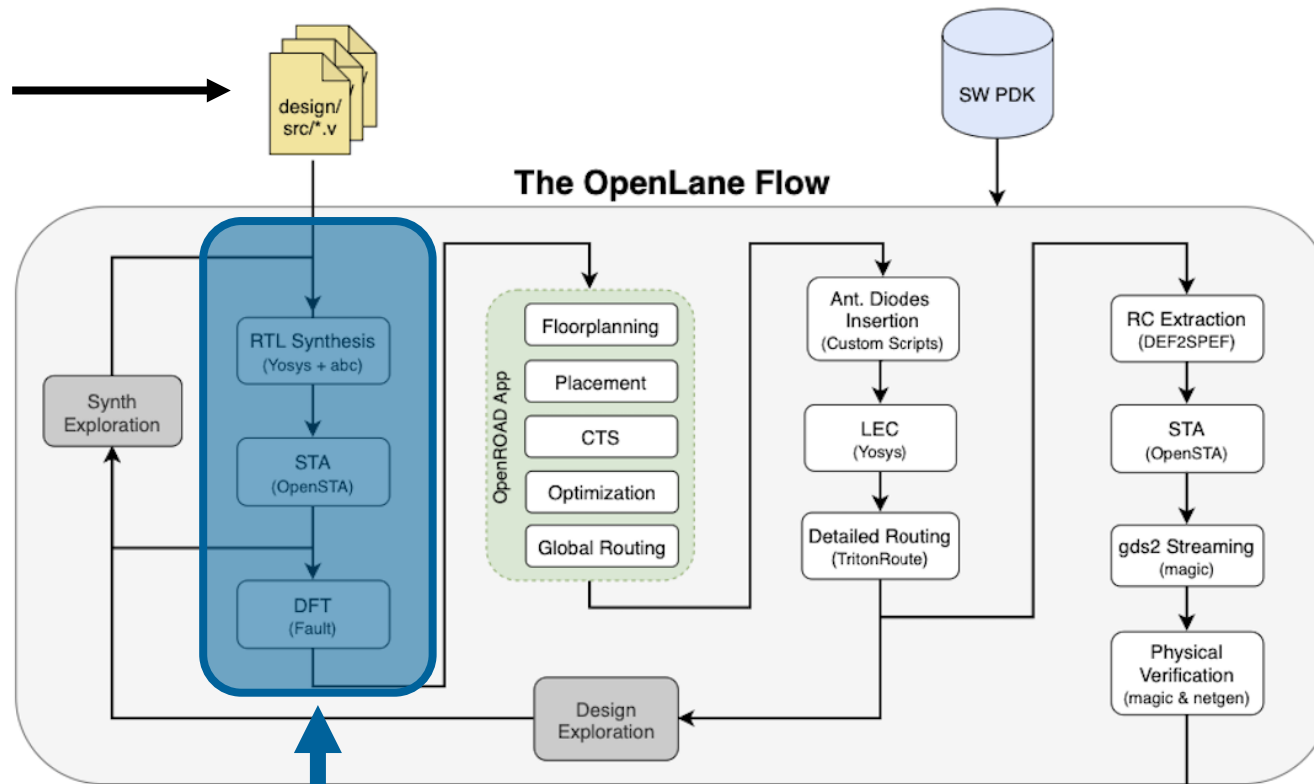 design/
src/*.v
SW PDK
The OpenLane Flow
RTL Synthesis
(Yosys + abc)
STA
(OpenSTA)
DFT
(Fault)
Synth
Exploration
OpenROAD App
Floorplanning
Placement
CTS
Optimization
Global Routing
Ant. Diodes
Insertion
(Custom Scripts)
LEC
(Yosys)
Detailed Routing
(TritonRoute)
Design
Exploration
RC Extraction
(DEF2SPEF)
STA
(OpenSTA)
gds2 Streaming
(magic)
Physical
Verification
(magic & netgen)